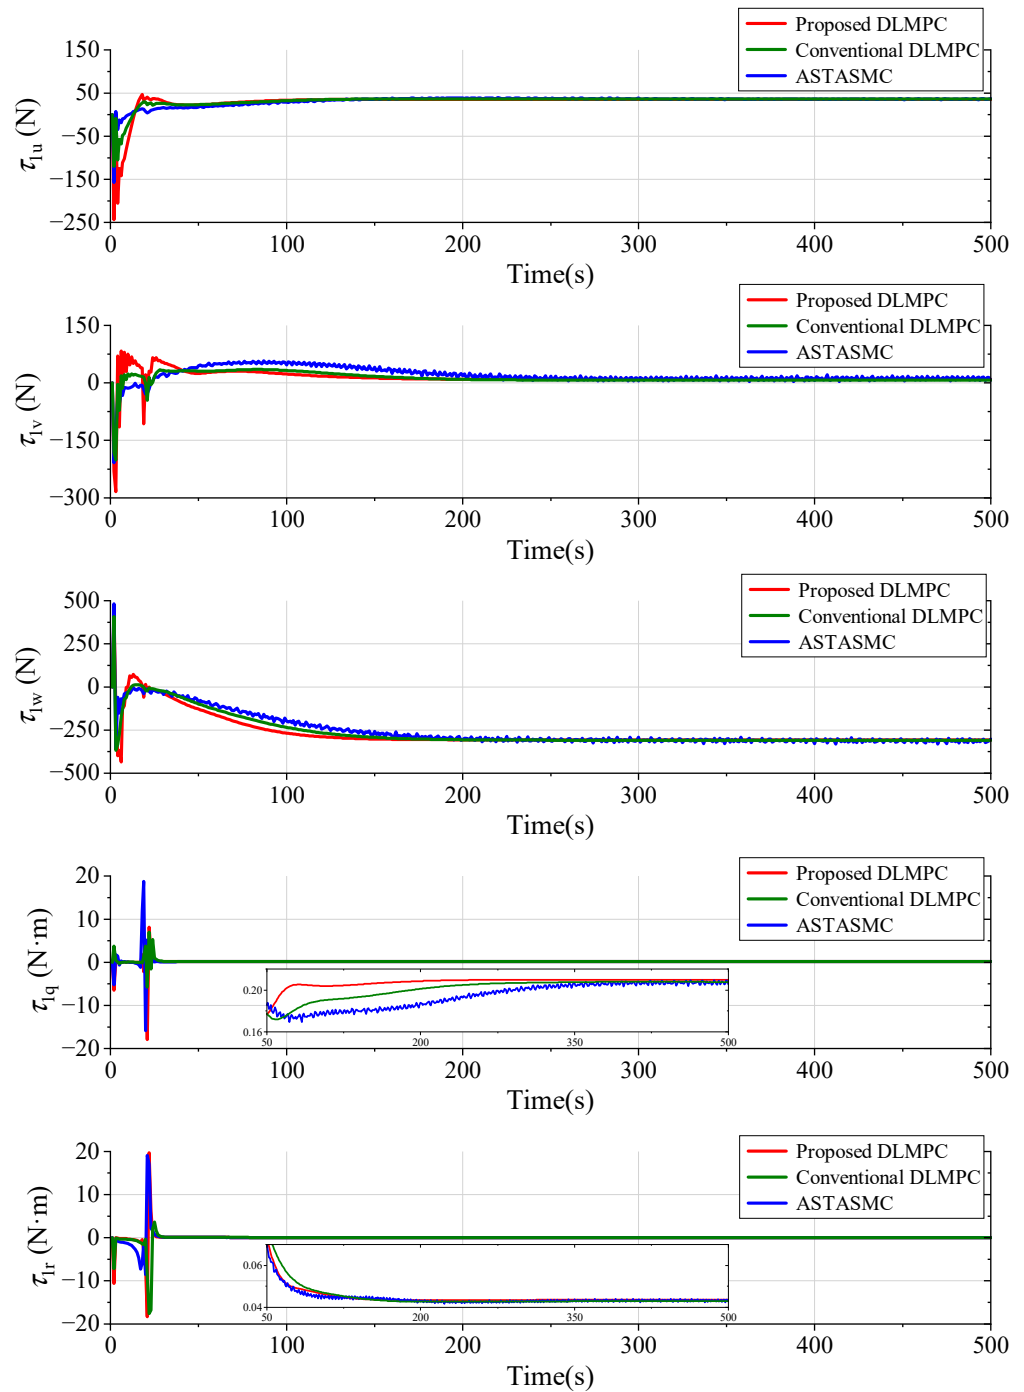 Proposed DLMPC
Conventional DLMPC
ASTASMC
150
50
−50
−150
−250
τ1u (N)
0 100 200 300 400 500
Time(s)
Proposed DLMPC
Conventional DLMPC
ASTASMC
150
0
−150
−300
τ1v (N)
0 100 200 300 400 500
Time(s)
Proposed DLMPC
Conventional DLMPC
ASTASMC
500
250
0
−250
−500
τ1w (N)
0 100 200 300 400 500
Time(s)
Proposed DLMPC
Conventional DLMPC
ASTASMC
20
10
0
−10
−20
τ1q (N·m)
0.20
0.16
50 200 350 500
0 100 200 300 400 500
Time(s)
Proposed DLMPC
Conventional DLMPC
ASTASMC
20
10
0
−10
−20
τ1r (N·m)
0.06
0.04
50 200 350 500
0 100 200 300 400 500
Time(s)